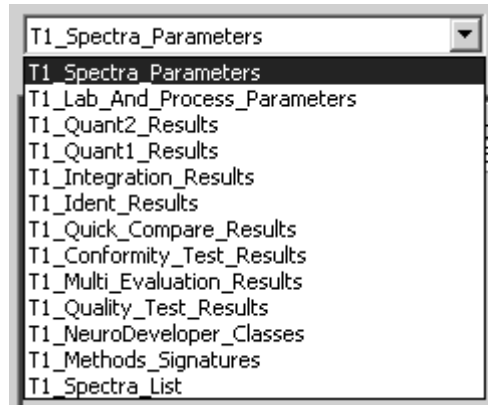 T1_Spectra_Parameters
T1_Spectra_Parameters
T1_Lab_And_Process_Parameters
T1_Quant2_Results
T1_Quant1_Results
T1_Integration_Results
T1_Ident_Results
T1_Quick_Compare_Results
T1_Conformity_Test_Results
T1_Multi_Evaluation_Results
T1_Quality_Test_Results
T1_NeuroDeveloper_Classes
T1_Methods_Signatures
T1_Spectra_List